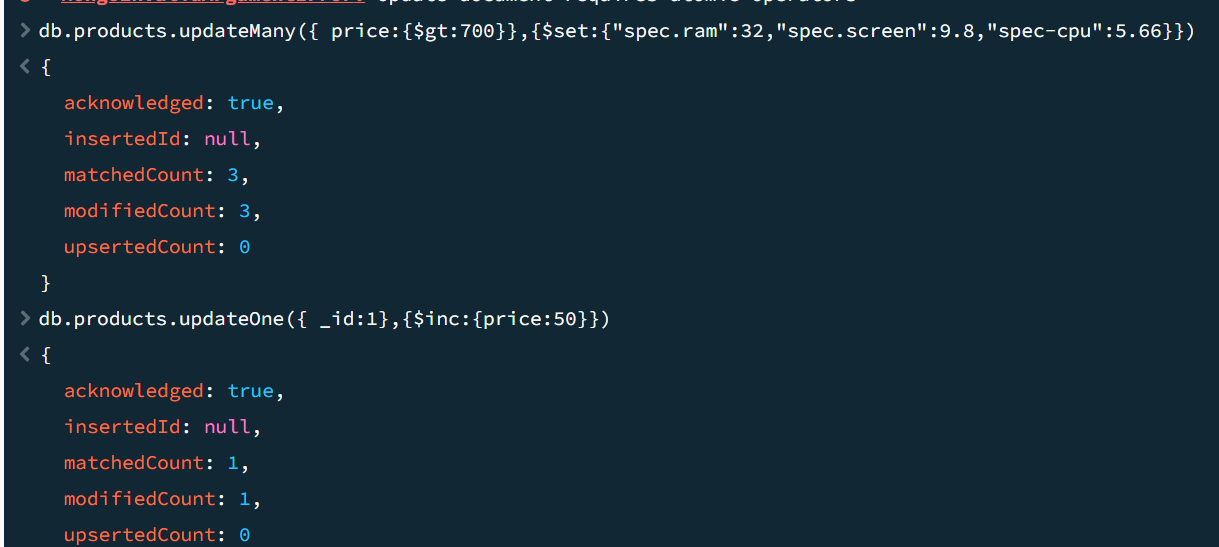 > db.products.updateMany({ price:{$gt:700}},{$set:{"spec.ram":32,"spec.screen":9.8,"spec-cpu":5.66}})
< {
acknowledged: true,
insertedId: null,
matchedCount: 3,
modifiedCount: 3,
upsertedCount: 0
}
> db.products.updateOne({ _id:1},{$inc:{price:50}})
< {
acknowledged: true,
insertedId: null,
matchedCount: 1,
modifiedCount: 1,
upsertedCount: 0